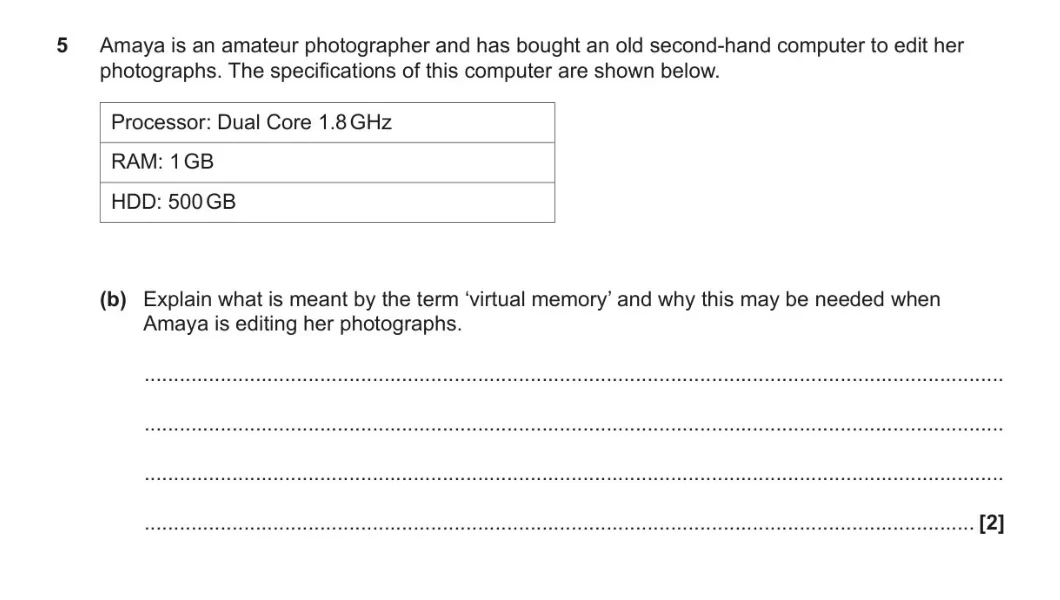 5 Amaya is an amateur photographer and has bought an old second-hand computer to edit her
photographs. The specifications of this computer are shown below.
Processor: Dual Core 1.8 GHz
RAM: 1 GB
HDD: 500 GB
(b) Explain what is meant by the term ‘virtual memory’ and why this may be needed when
Amaya is editing her photographs.
[2]